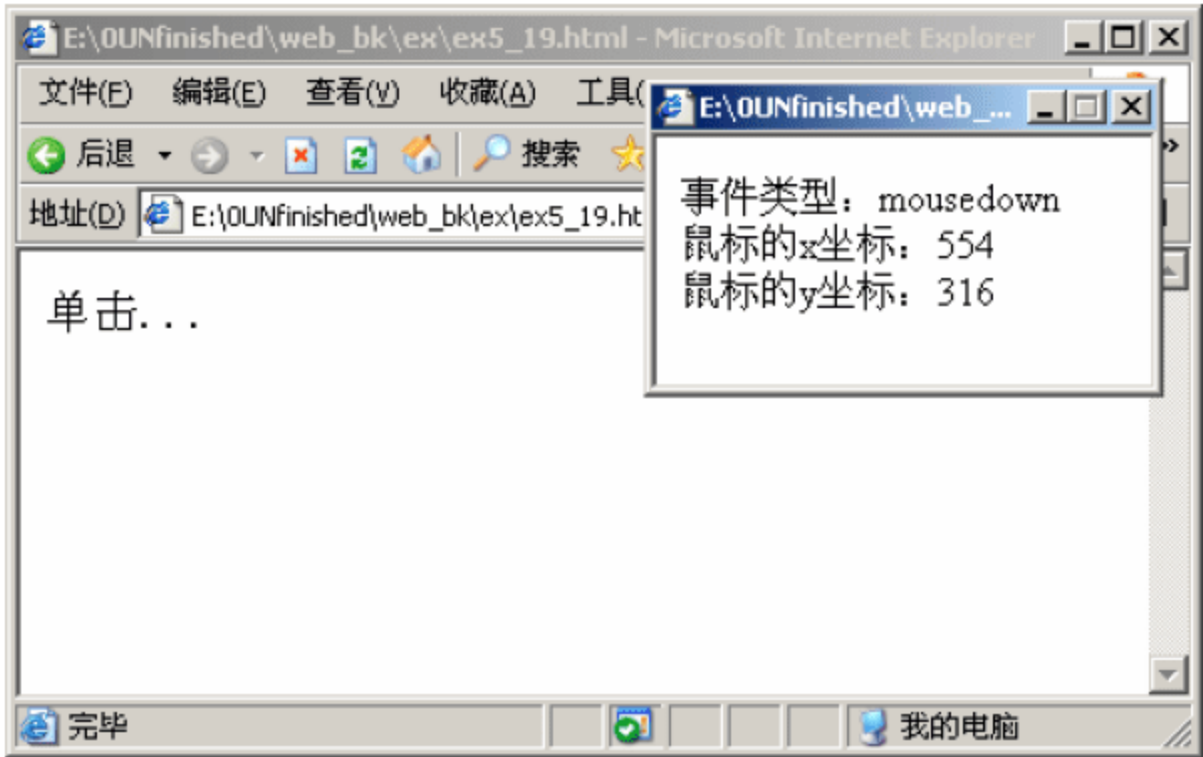 E:\0UNfinished\web_bk\ex\ex5_19.html - Microsoft Internet Explorer
文件(F) 编辑(E) 查看(V) 收藏(A) 工具(
E:\0UNfinished\web_...
后退 搜索 »
地址(D) E:\0UNfinished\web_bk\ex\ex5_19.ht
事件类型：mousedown
鼠标的x坐标：554
鼠标的y坐标：316
单击...
完毕 我的电脑